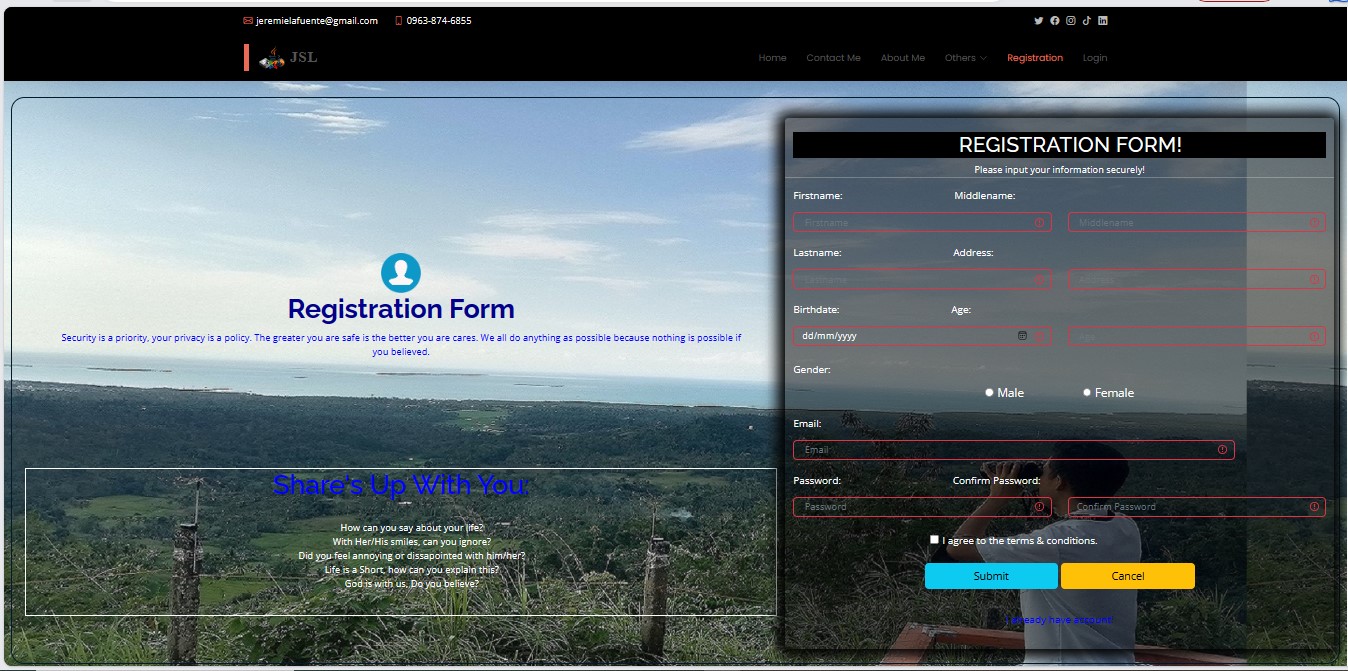 jeremielafuente@gmail.com 0963-874-6855
JSL
Home Contact Me About Me Others Registration Login
REGISTRATION FORM!
Please input your information securely!
Firstname: Middlename:
Firstname Middlename
Lastname: Address:
Birthdate: Age:
dd/mm/yyyy
Gender:
Male Female
Email:
Email
Password: Confirm Password:
Password Confirm Password
I agree to the terms & conditions.
Submit Cancel
I already have account!
Registration Form
Security is a priority, your privacy is a policy. The greater you are safe is the better you are cares. We all do anything as possible because nothing is possible if
you believed.
Share's Up With You:
How can you say about your life?
With Her/His smiles, can you ignore?
Did you feel annoying or dissapointed with him/her?
Life is a Short, how can you explain this?
God is with us, Do you believe?